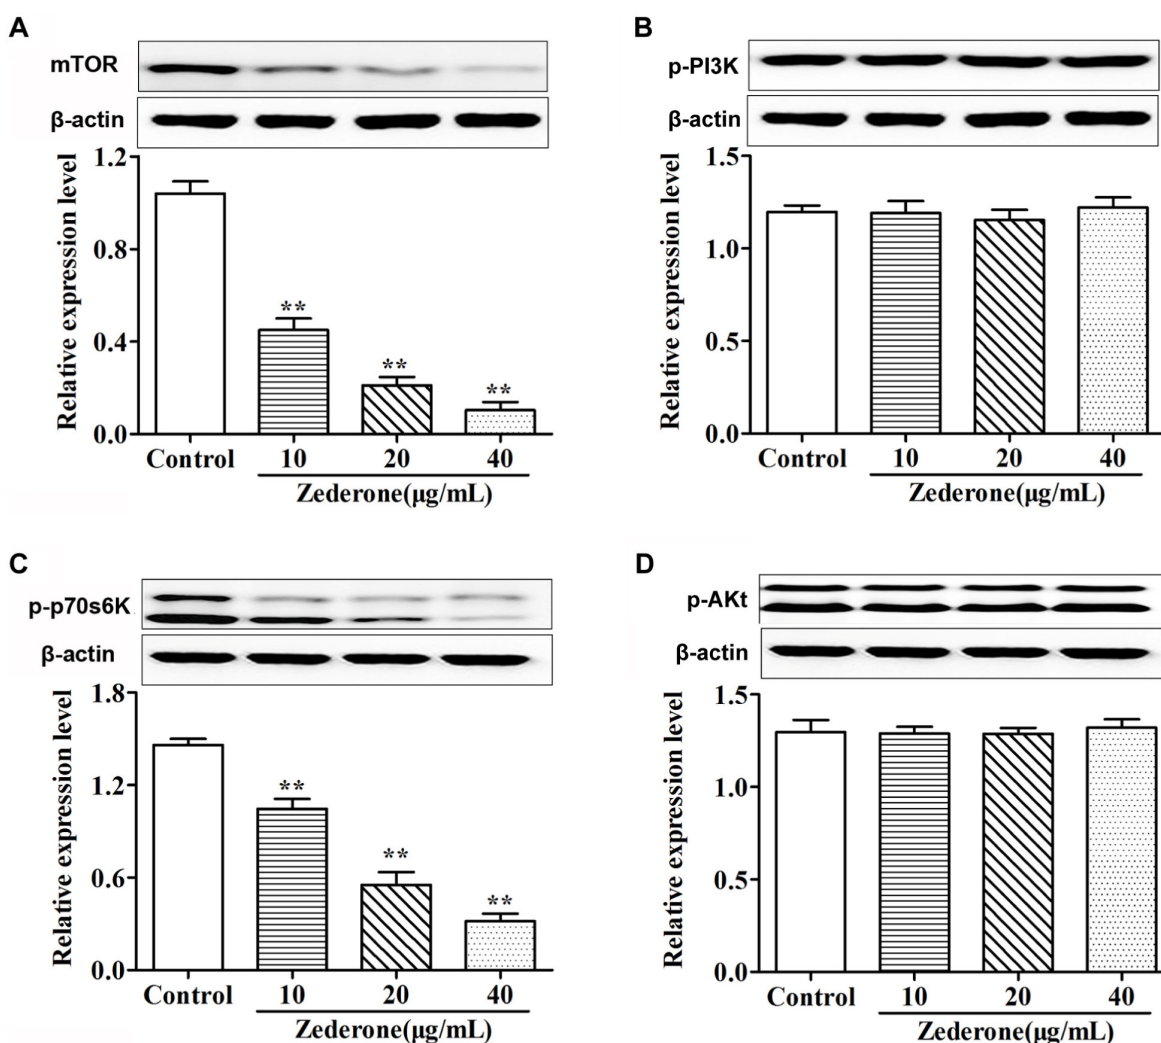 A
mTOR
β-actin
Relative expression level
1.2
0.8
0.4
0.0
**
**
**
Control 10 20 40
Zederone(μg/mL)
B
p-PI3K
β-actin
Relative expression level
1.5
1.0
0.5
0.0
Control 10 20 40
Zederone(μg/mL)
C
p-p70s6K
β-actin
Relative expression level
1.8
1.2
0.6
0.0
**
**
**
Control 10 20 40
Zederone(μg/mL)
D
p-AKt
β-actin
Relative expression level
1.5
1.0
0.5
0.0
Control 10 20 40
Zederone(μg/mL)